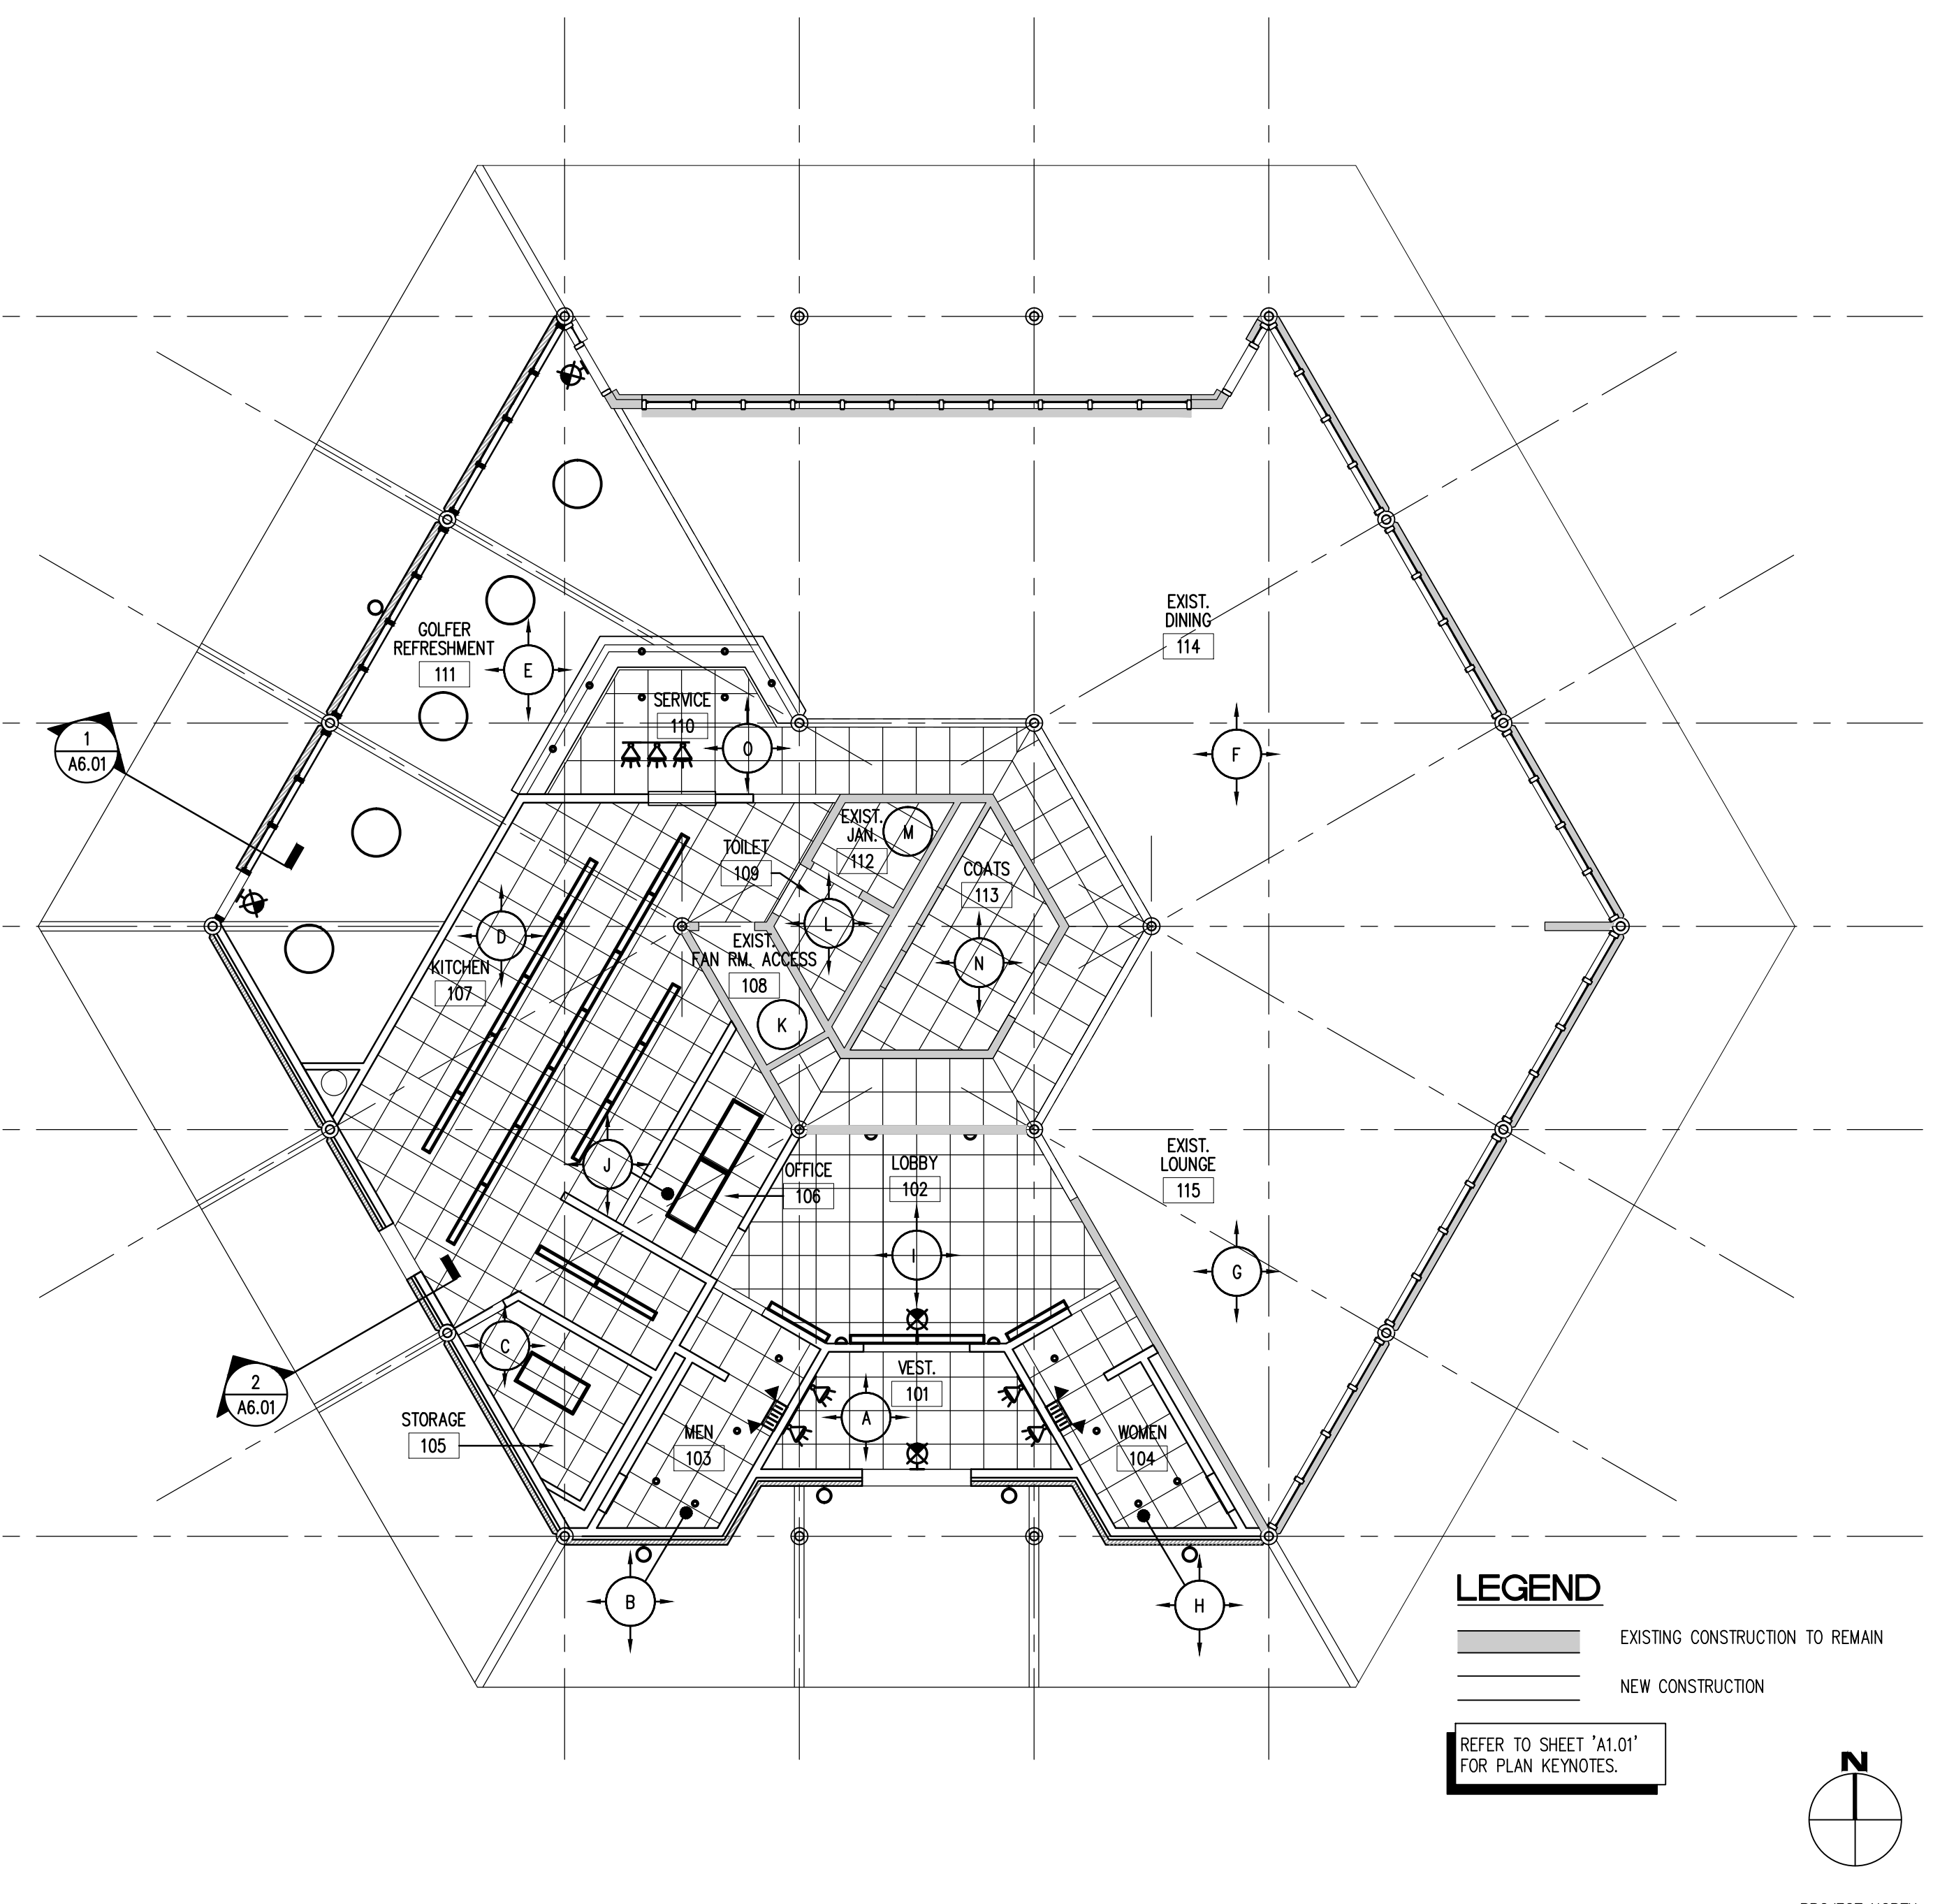 EXIST.
DINING
114
GOLFER
REFRESHMENT
111
E
SERVICE
110
O
F
1
A6.01
EXIST.
JAN.
112
M
TOILET
109
COATS
113
L
D
N
KITCHEN
107
EXIST.
FAN RM. ACCESS
108
K
J
OFFICE
106
LOBBY
102
EXIST.
LOUNGE
115
I
G
C
2
A6.01
VEST.
101
A
STORAGE
105
MEN
103
WOMEN
104
B
H
LEGEND
EXISTING CONSTRUCTION TO REMAIN
NEW CONSTRUCTION
REFER TO SHEET 'A1.01'
FOR PLAN KEYNOTES.
N